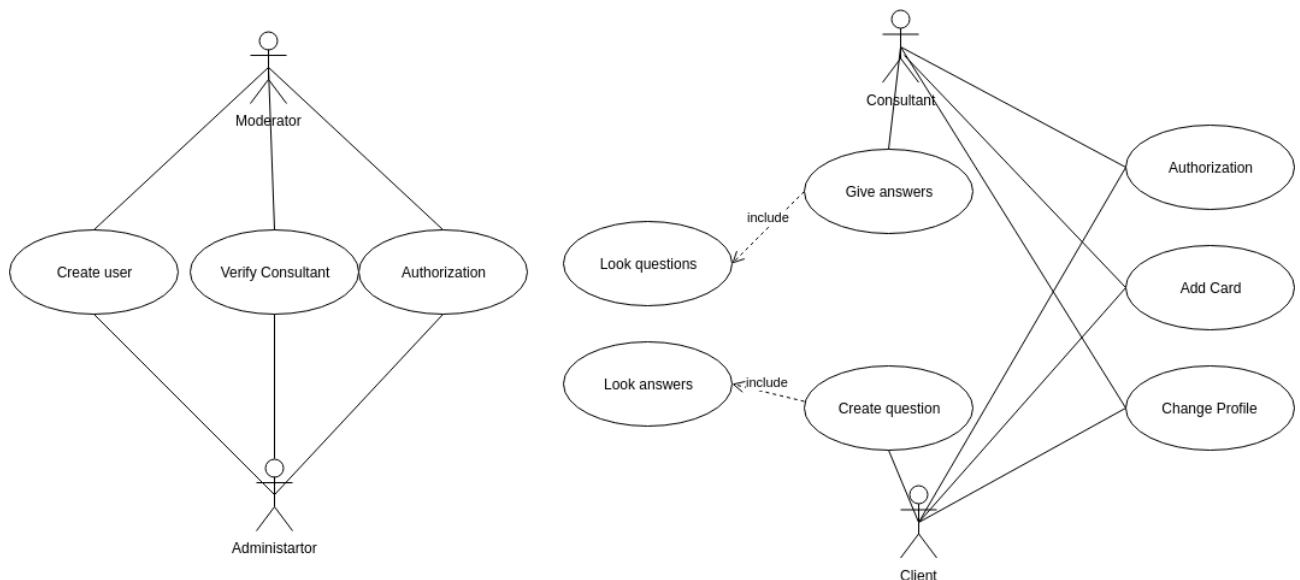 Moderator
Create user
Verify Consultant
Authorization
Administartor
Consultant
Give answers
include
Look questions
Look answers
include
Create question
Authorization
Add Card
Change Profile
Client